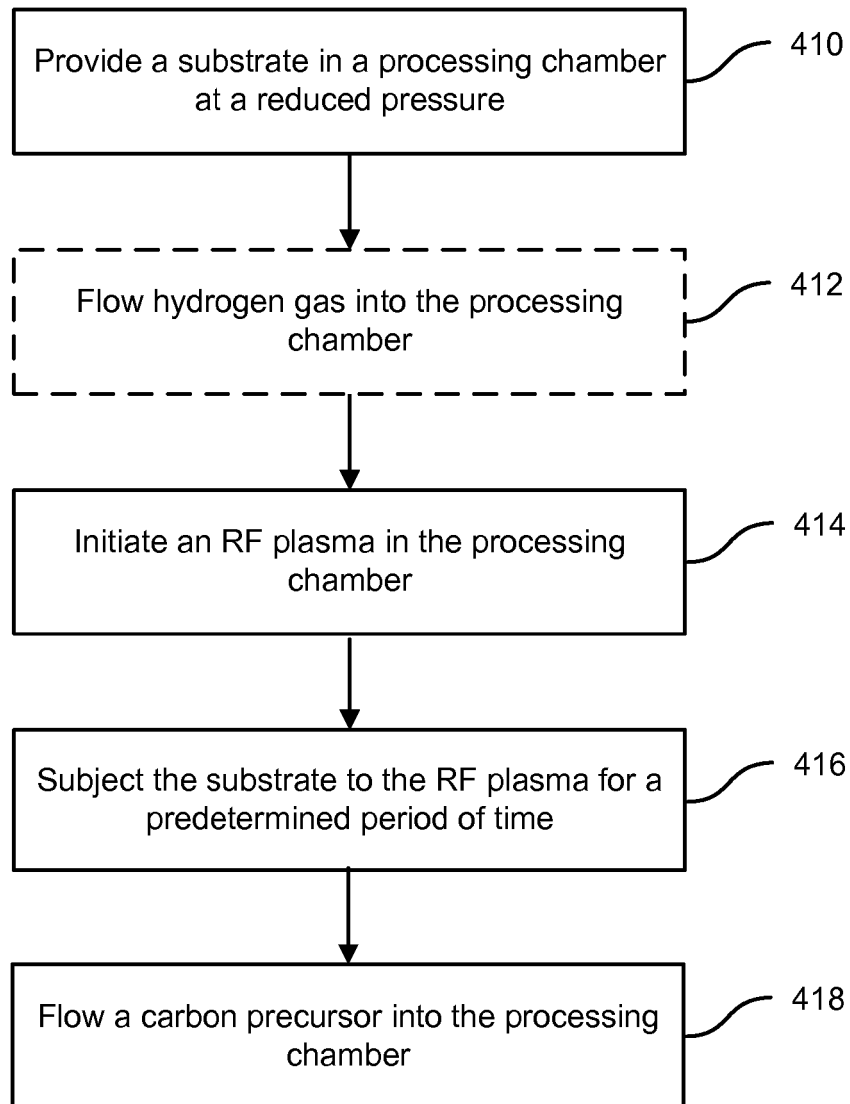 Provide a substrate in a processing chamber
at a reduced pressure
410
Flow hydrogen gas into the processing
chamber
412
Initiate an RF plasma in the processing
chamber
414
Subject the substrate to the RF plasma for a
predetermined period of time
416
Flow a carbon precursor into the processing
chamber
418